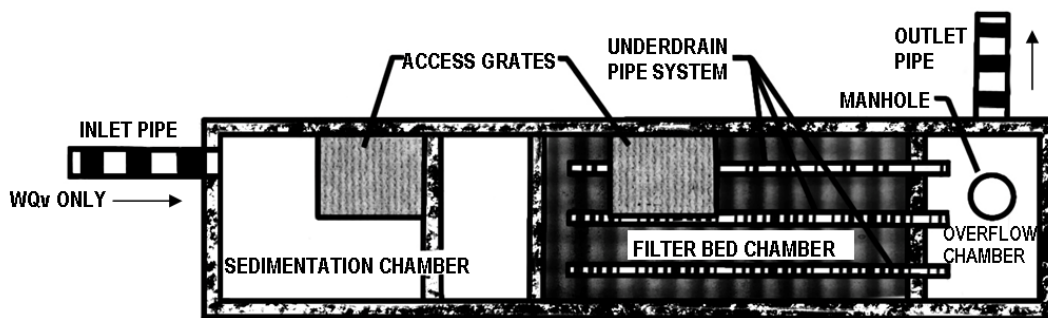 OUTLET
PIPE
UNDERDRAIN
PIPE SYSTEM
ACCESS GRATES
MANHOLE
INLET PIPE
WQv ONLY
OVERFLOW
CHAMBER
FILTER BED CHAMBER
SEDIMENTATION CHAMBER